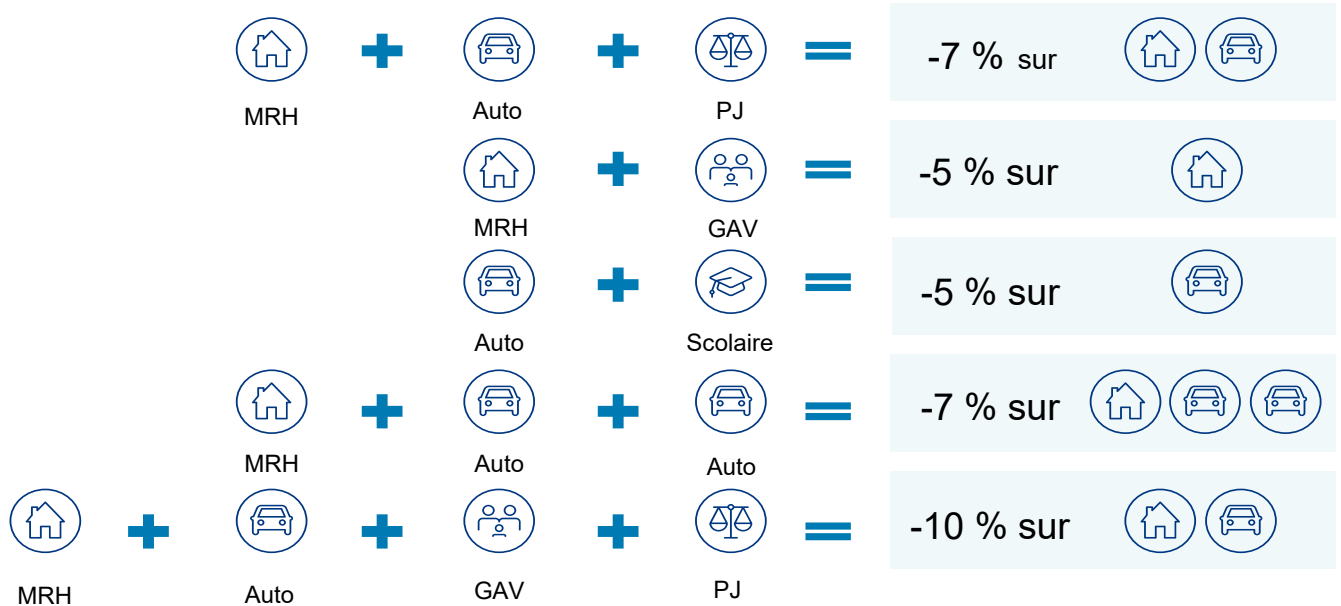 -7 % sur
MRH Auto PJ
-5 % sur
MRH GAV
-5 % sur
Auto Scolaire
-7 % sur
MRH Auto Auto
-10 % sur
MRH Auto GAV PJ